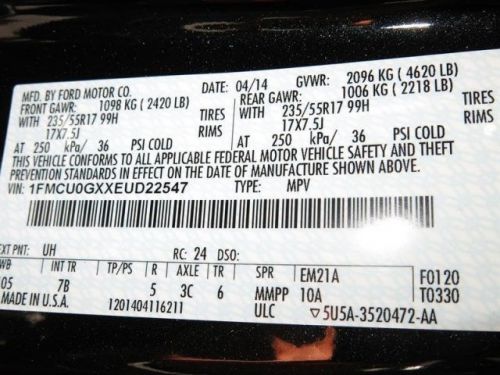 MFD. BY FORD MOTOR CO.
DATE: 04/14 GVWR: 2096 KG ( 4620 LB)
FRONT GAWR: 1098 KG ( 2420 LB) REAR GAWR: 1006 KG ( 2218 LB)
WITH 235/55R17 99H TIRES WITH 235/55R17 99H TIRES
17X7.5J RIMS 17X7.5J RIMS
AT 250 kPa/ 36 PSI COLD AT 250 kPa/ 36 PSI COLD
THIS VEHICLE CONFORMS TO ALL APPLICABLE FEDERAL MOTOR VEHICLE SAFETY AND THEFT
PREVENTION STANDARDS IN EFFECT ON THE DATE OF MANUFACTURE SHOWN ABOVE.
VIN: 1FMCU0GXXEUD22547 TYPE: MPV
EXT PNT: UH RC: 24 DSO:
WB INT TR TP/PS R AXLE TR SPR EM21A F0120
105 7B 5 3C 6 MMPP 10A T0330
MADE IN U.S.A. 1201404116211 ULC 5U5A-3520472-AA